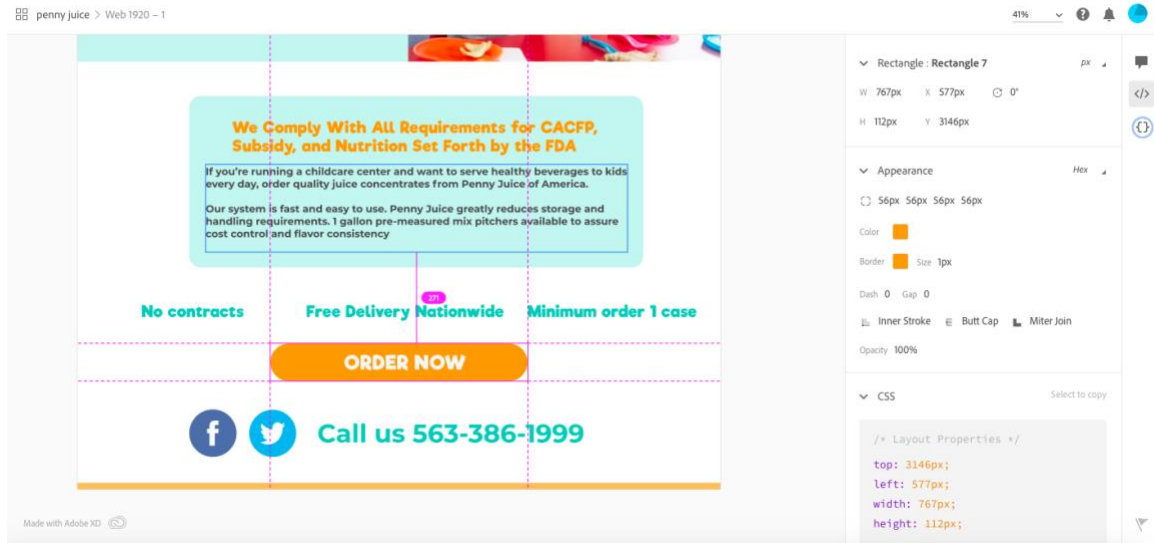 penny juice > Web 1920 – 1
41%
We Comply With All Requirements for CACFP,
Subsidy, and Nutrition Set Forth by the FDA
If you're running a childcare center and want to serve healthy beverages to kids
every day, order quality juice concentrates from Penny Juice of America.
Our system is fast and easy to use. Penny Juice greatly reduces storage and
handling requirements. 1 gallon pre-measured mix pitchers available to assure
cost control and flavor consistency
271
No contracts Free Delivery Nationwide Minimum order 1 case
ORDER NOW
f Call us 563-386-1999
Made with Adobe XD
Rectangle : Rectangle 7 px
W 767px X 577px 0°
H 112px Y 3146px
Appearance Hex
56px 56px 56px 56px
Color
Border Size 1px
Dash 0 Gap 0
Inner Stroke Butt Cap Miter Join
Opacity 100%
CSS Select to copy
/* Layout Properties */
top: 3146px;
left: 577px;
width: 767px;
height: 112px;